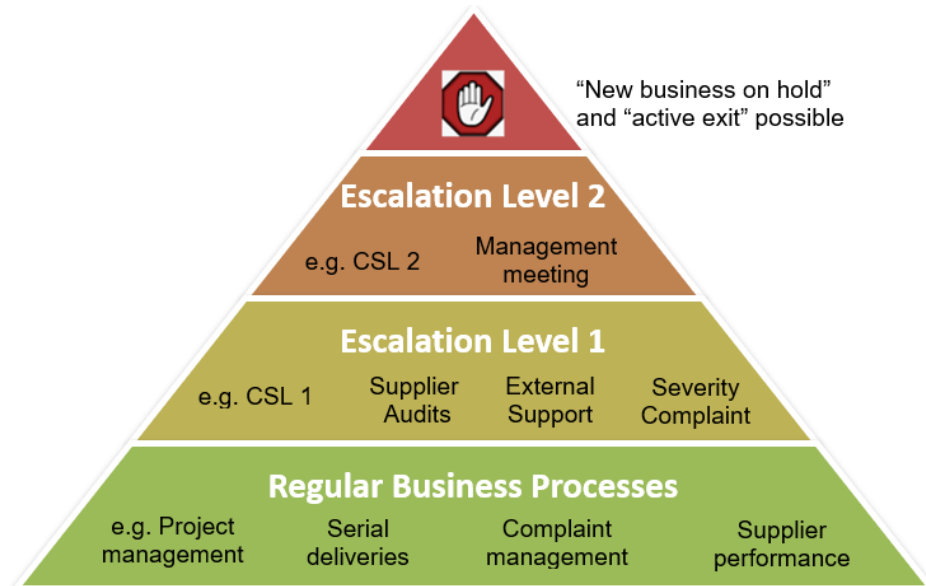 “New business on hold”
and “active exit” possible
Escalation Level 2
e.g. CSL 2
Management
meeting
Escalation Level 1
e.g. CSL 1
Supplier
Audits
External
Support
Severity
Complaint
Regular Business Processes
e.g. Project
management
Serial
deliveries
Complaint
management
Supplier
performance